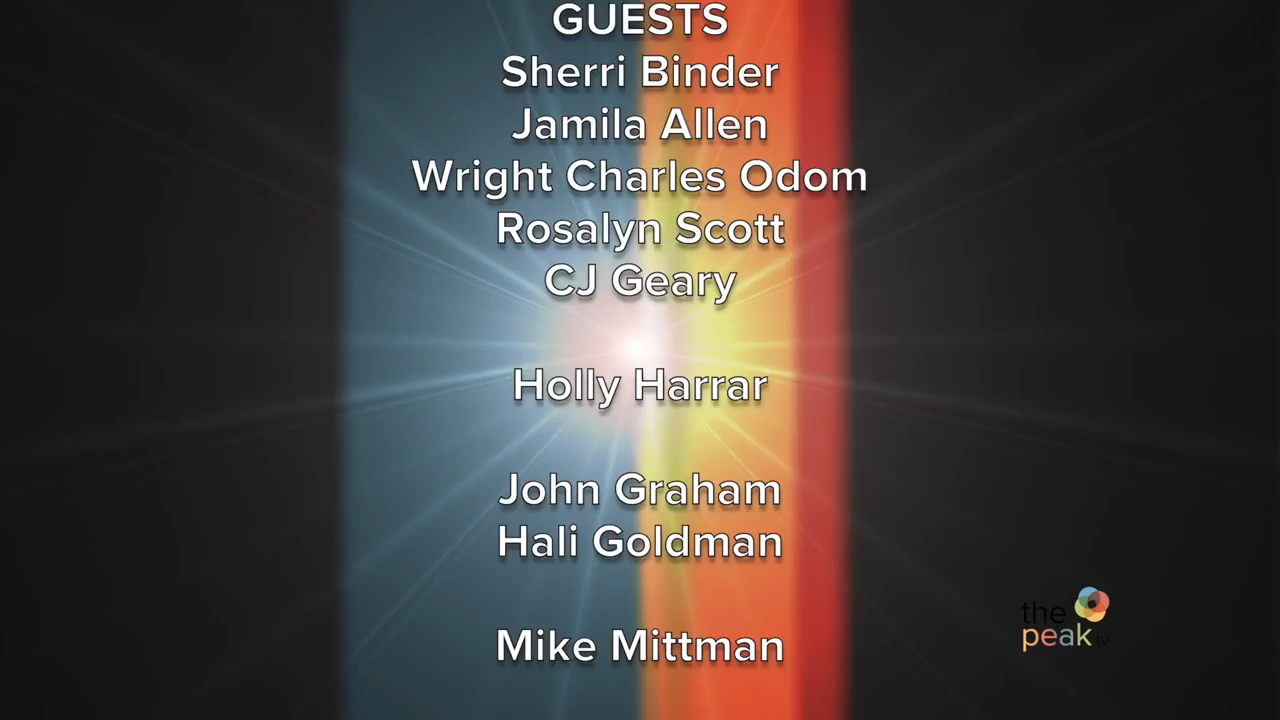 GUESTS
Sherri Binder
Jamila Allen
Wright Charles Odom
Rosalyn Scott
CJ Geary
Holly Harrar
John Graham
Hali Goldman
Mike Mittman
the
peak tv